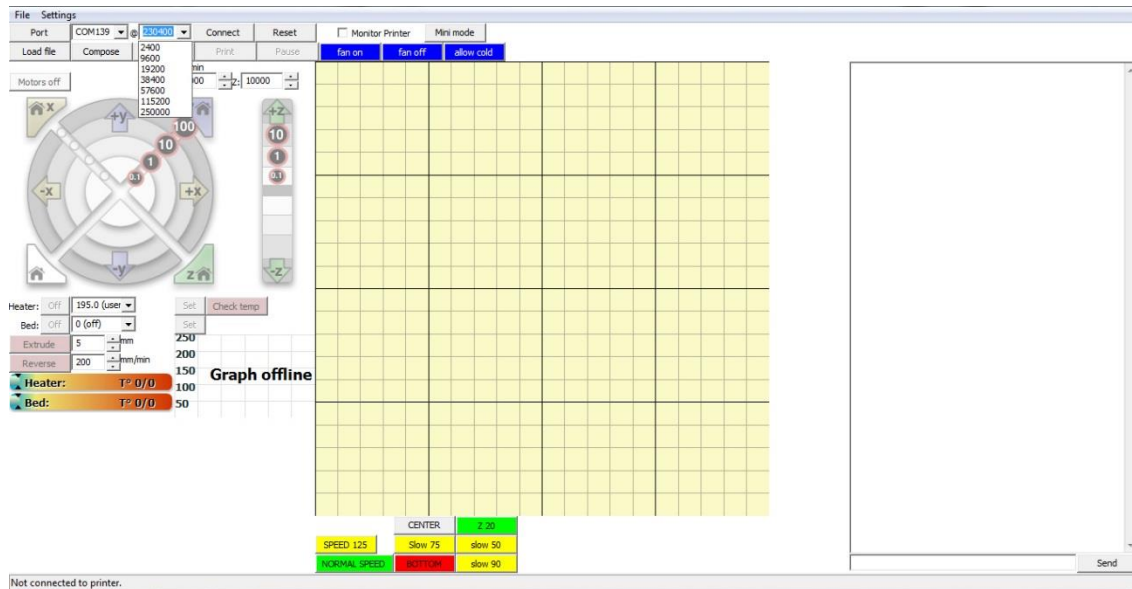 File Settings
Port COM139 @ 230400 Connect Reset Monitor Printer Mini mode
Load file Compose Print Pause fan on fan off allow cold
2400
9600
19200
38400
57600
115200
250000
Motors off Z: 10000
X +y 100
10
1
0.1
-x +x
-y z
+Z
10
1
0.1
-Z
Heater: Off 195.0 (user Set Check temp
Bed: Off 0 (off) Set
Extrude 5 mm
Reverse 200 mm/min
Heater: T° 0/0
Bed: T° 0/0
250
200
150
100
50
Graph offline
CENTER Z 20
SPEED 125 Slow 75 slow 50
NORMAL SPEED BOTTOM slow 90
Send
Not connected to printer.